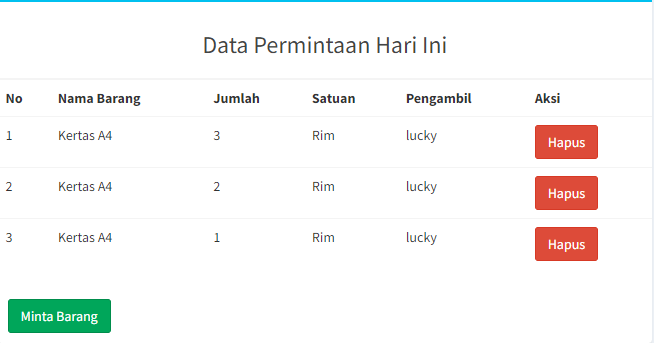 Data Permintaan Hari Ini
No Nama Barang Jumlah Satuan Pengambil Aksi
1 Kertas A4 3 Rim lucky Hapus
2 Kertas A4 2 Rim lucky Hapus
3 Kertas A4 1 Rim lucky Hapus
Minta Barang